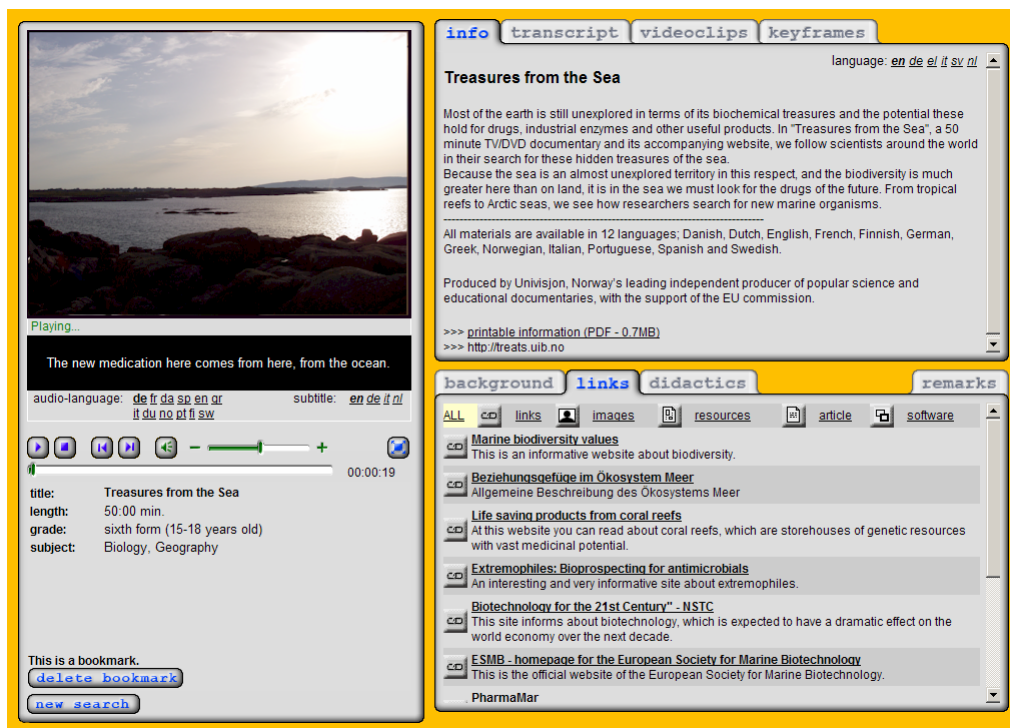 Playing...
The new medication here comes from here, from the ocean.
audio-language: de fr da sp en gr
it du no pt fi sw
subtitle: en de it nl
00:00:19
title: Treasures from the Sea
length: 50:00 min.
grade: sixth form (15-18 years old)
subject: Biology, Geography
This is a bookmark.
delete bookmark
new search
info transcript videoclips keyframes
language: en de el it sv nl
Treasures from the Sea
Most of the earth is still unexplored in terms of its biochemical treasures and the potential these
hold for drugs, industrial enzymes and other useful products. In "Treasures from the Sea", a 50
minute TV/DVD documentary and its accompanying website, we follow scientists around the world
in their search for these hidden treasures of the sea.
Because the sea is an almost unexplored territory in this respect, and the biodiversity is much
greater here than on land, it is in the sea we must look for the drugs of the future. From tropical
reefs to Arctic seas, we see how researchers search for new marine organisms.
----------------------------------------------------------------------------------
All materials are available in 12 languages; Danish, Dutch, English, French, Finnish, German,
Greek, Norwegian, Italian, Portuguese, Spanish and Swedish.
Produced by Univisjon, Norway's leading independent producer of popular science and
educational documentaries, with the support of the EU commission.
>>> printable information (PDF - 0.7MB)
>>> http://treats.uib.no
background links didactics remarks
ALL links images resources article software
Marine biodiversity values
This is an informative website about biodiversity.
Beziehungsgefüge im Ökosystem Meer
Allgemeine Beschreibung des Ökosystems Meer
Life saving products from coral reefs
At this website you can read about coral reefs, which are storehouses of genetic resources
with vast medicinal potential.
Extremophiles: Bioprospecting for antimicrobials
An interesting and very informative site about extremophiles.
Biotechnology for the 21st Century" - NSTC
This site informs about biotechnology, which is expected to have a dramatic effect on the
world economy over the next decade.
ESMB - homepage for the European Society for Marine Biotechnology
This is the official website of the European Society for Marine Biotechnology.
PharmaMar